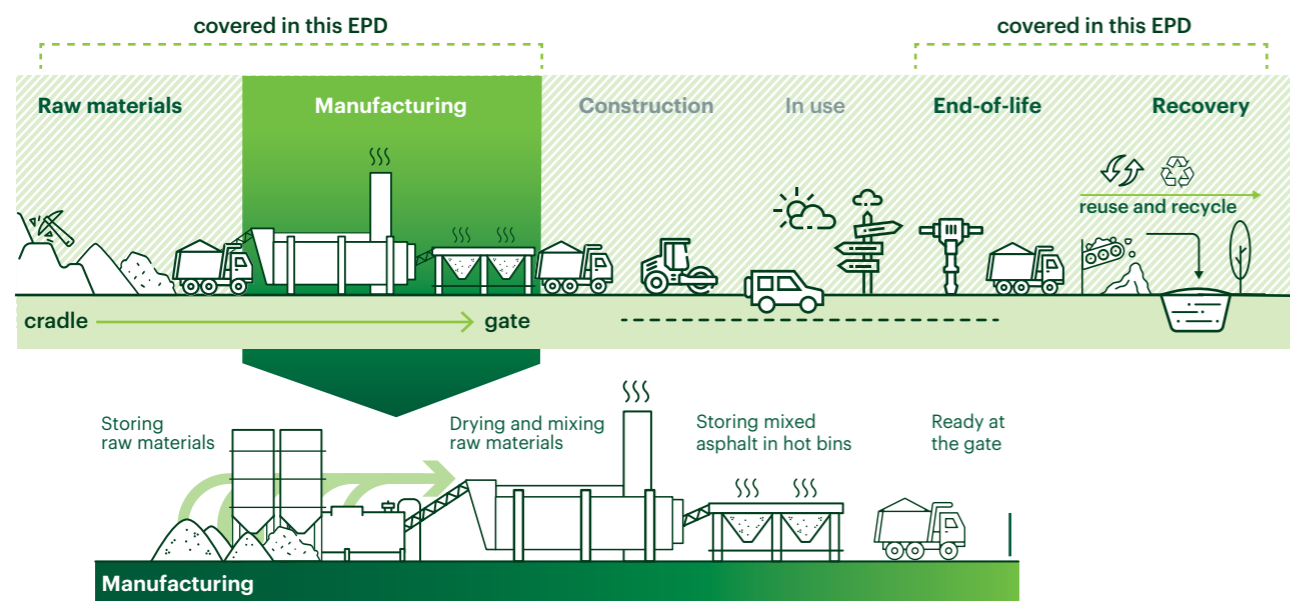 covered in this EPD
covered in this EPD
Raw materials
Manufacturing
Construction
In use
End-of-life
Recovery
reuse and recycle
cradle
gate
Storing
raw materials
Drying and mixing
raw materials
Storing mixed
asphalt in hot bins
Ready at
the gate
Manufacturing